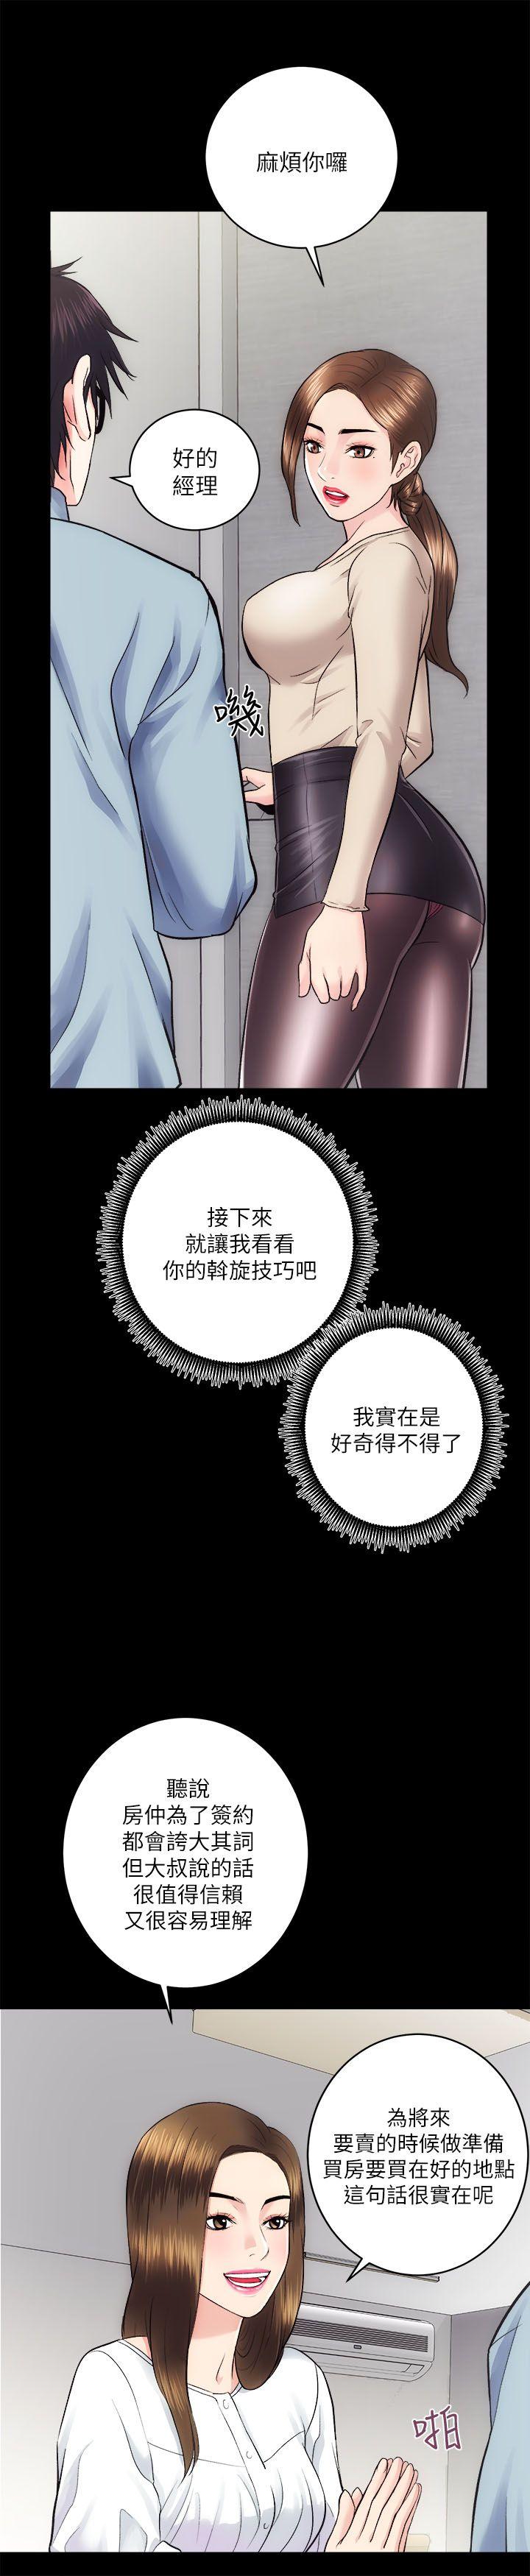 麻煩你囉
好的
經理
嘰
接下來
就讓我看看
你的斡旋技巧吧
我實在是
好奇得不得了
聽說
房仲為了簽約
都會誇大其詞
但大叔說的話
很值得信賴
又很容易理解
為將來
要賣的時候做準備
買房要買在好的地點
這句話很實在呢
啪